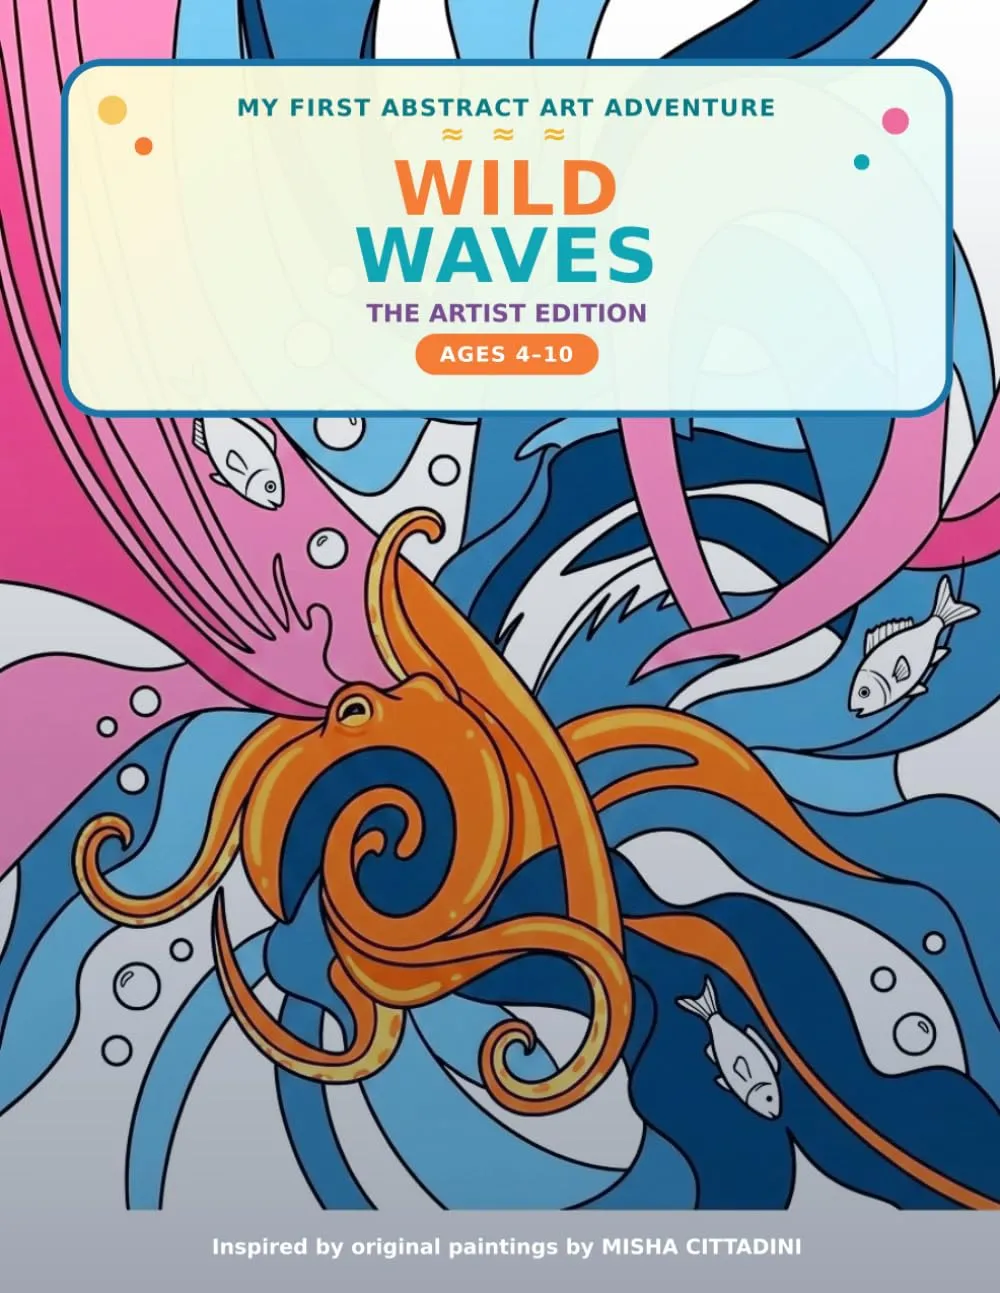 MY FIRST ABSTRACT ART ADVENTURE
WILD
WAVES
THE ARTIST EDITION
AGES 4–10
Inspired by original paintings by MISHA CITTADINI